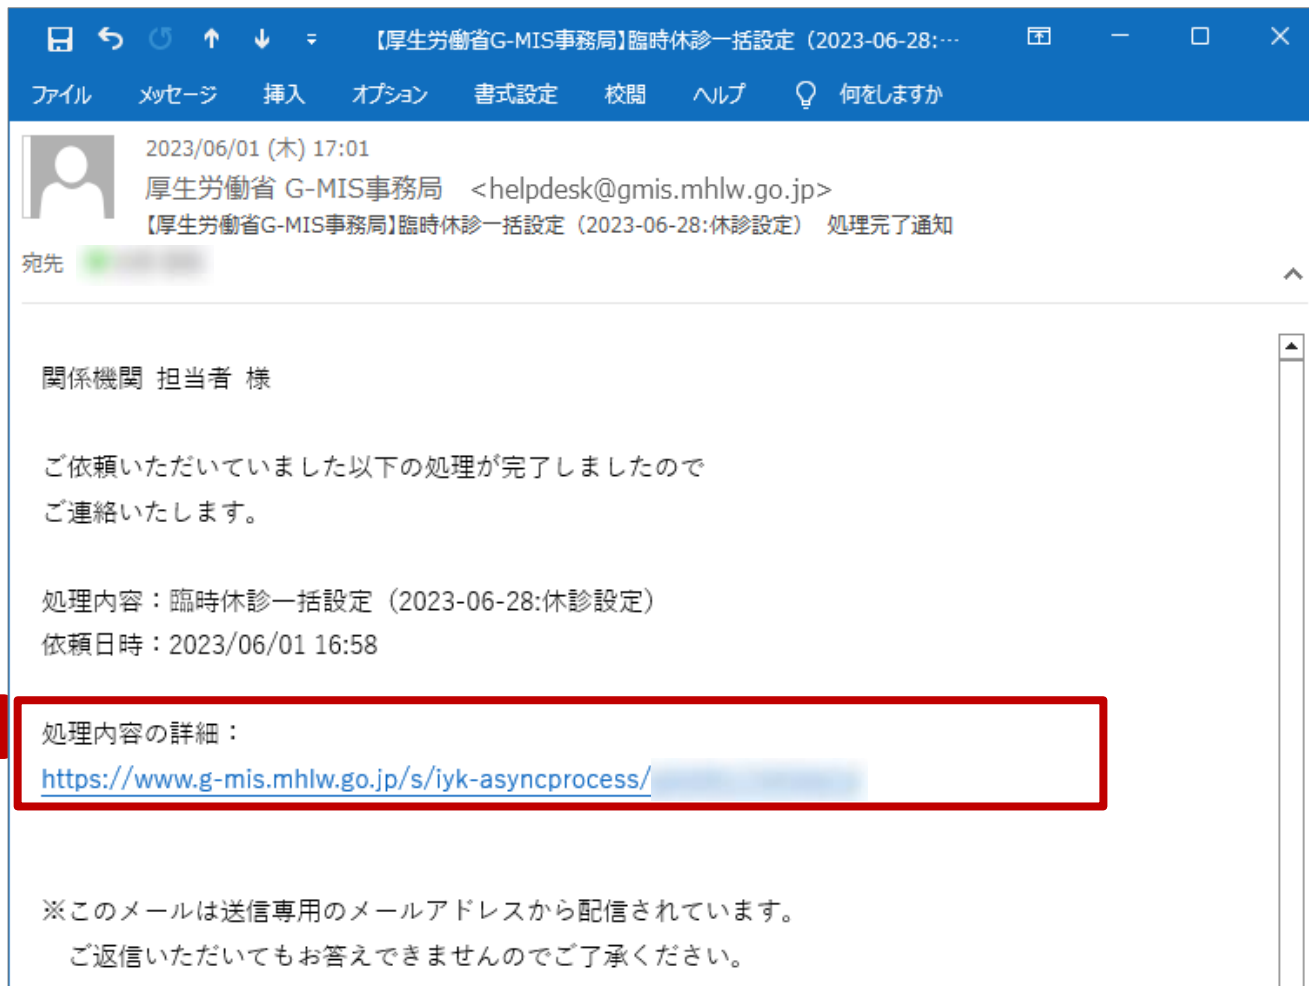 【厚生労働省G-MIS事務局】臨時休診一括設定（2023-06-28:…
ファイル メッセージ 挿入 オプション 書式設定 校閲 ヘルプ 何をしますか
2023/06/01 (木) 17:01
厚生労働省 G-MIS事務局 <helpdesk@gmis.mhlw.go.jp>
【厚生労働省G-MIS事務局】臨時休診一括設定（2023-06-28:休診設定） 処理完了通知
宛先
関係機関 担当者 様
ご依頼いただいていました以下の処理が完了しましたので
ご連絡いたします。
処理内容：臨時休診一括設定（2023-06-28:休診設定）
依頼日時：2023/06/01 16:58
処理内容の詳細：
https://www.g-mis.mhlw.go.jp/s/iyk-asyncprocess/
※このメールは送信専用のメールアドレスから配信されています。
ご返信いただいてもお答えできませんのでご了承ください。